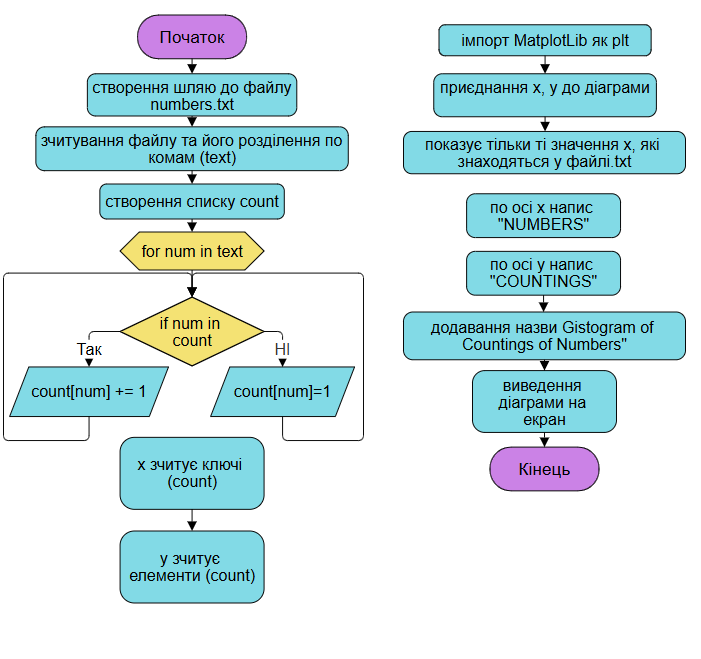 Початок
створення шляю до файлу
numbers.txt
зчитування файлу та його розділення по
комам (text)
створення списку count
for num in text
if num in
count
Так
НІ
count[num] += 1
count[num]=1
x зчитує ключі
(count)
у зчитує
елементи (count)
імпорт MatplotLib як plt
приєднання x, y до діаграми
показує тільки ті значення x, які
знаходяться у файлі.txt
по осі x напис
"NUMBERS"
по осі y напис
"COUNTINGS"
додавання назви Gistogram of
Countings of Numbers"
виведення
діаграми на
екран
Кінець